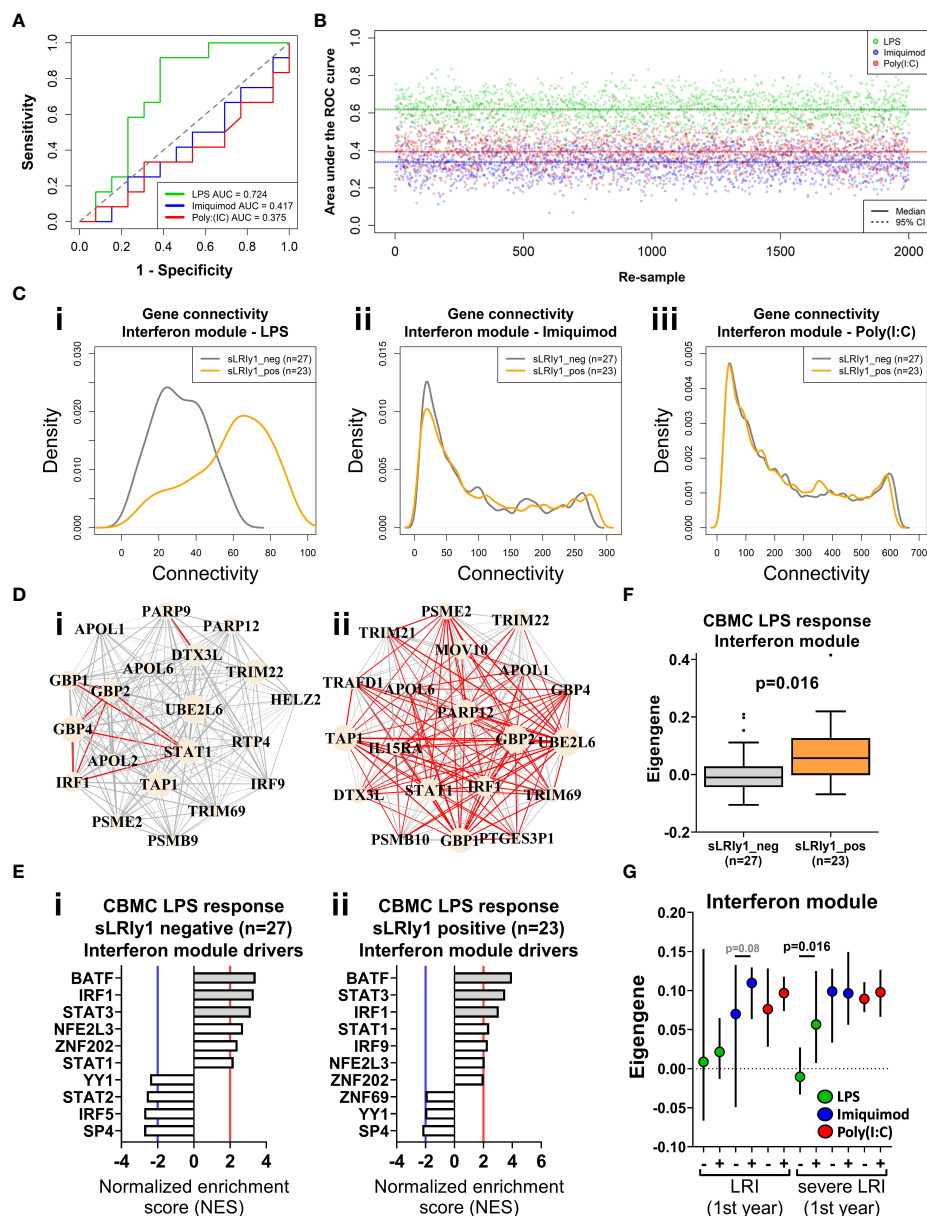 A
Sensitivity
1.0
0.8
0.6
0.4
0.2
0.0
LPS AUC = 0.724
Imiquimod AUC = 0.417
Poly:(IC) AUC = 0.375
0.0 0.2 0.4 0.6 0.8 1.0
1 - Specificity
B
Area under the ROC curve
1.0
0.8
0.6
0.4
0.2
0.0
LPS
Imiquimod
Poly(I:C)
Median
95% CI
0 500 1000 1500 2000
Re-sample
C
i
Gene connectivity
Interferon module - LPS
sLRIy1_neg (n=27)
sLRIy1_pos (n=23)
Density
0.030
0.020
0.010
0.000
0 20 40 60 80 100
Connectivity
ii
Gene connectivity
Interferon module - Imiquimod
sLRIy1_neg (n=27)
sLRIy1_pos (n=23)
Density
0.015
0.010
0.005
0.000
0 50 100 150 200 250 300
Connectivity
iii
Gene connectivity
Interferon module - Poly(I:C)
sLRIy1_neg (n=27)
sLRIy1_pos (n=23)
Density
0.005
0.004
0.003
0.002
0.001
0.000
0 100 200 300 400 500 600 700
Connectivity
D
i
PARP9
APOL1
PARP12
DTX3L
APOL6
TRIM22
GBP1
GBP2
HELZ2
UBE2L6
GBP4
STAT1
RTP4
APOL2
IRF1
TAP1
IRF9
PSME2
TRIM69
PSMB9
ii
PSME2
TRIM22
TRIM21
MOV10
APOL1
TRAFD1
APOL6
GBP4
PARP12
TAP1
IL15RA
GBP2
UBE2L6
DTX3L
STAT1
IRF1
TRIM69
PSMB10
GBP1
PTGES3P1
E
i
CBMC LPS response
sLRIy1 negative (n=27)
Interferon module drivers
BATF
IRF1
STAT3
NFE2L3
ZNF202
STAT1
YY1
STAT2
IRF5
SP4
-4 -2 0 2 4
Normalized enrichment
score (NES)
ii
CBMC LPS response
sLRIy1 positive (n=23)
Interferon module drivers
BATF
STAT3
IRF1
STAT1
IRF9
NFE2L3
ZNF202
ZNF69
YY1
SP4
-4 -2 0 2 4 6
Normalized enrichment
score (NES)
F
CBMC LPS response
Interferon module
Eigengene
0.4
0.2
0.0
-0.2
p=0.016
sLRIy1_neg
(n=27)
sLRIy1_pos
(n=23)
G
Interferon module
Eigengene
0.20
0.15
0.10
0.05
0.00
-0.05
-0.10
p=0.08
p=0.016
LPS
Imiquimod
Poly(I:C)
- + - + - + - + - + - +
LRI
(1st year)
severe LRI
(1st year)